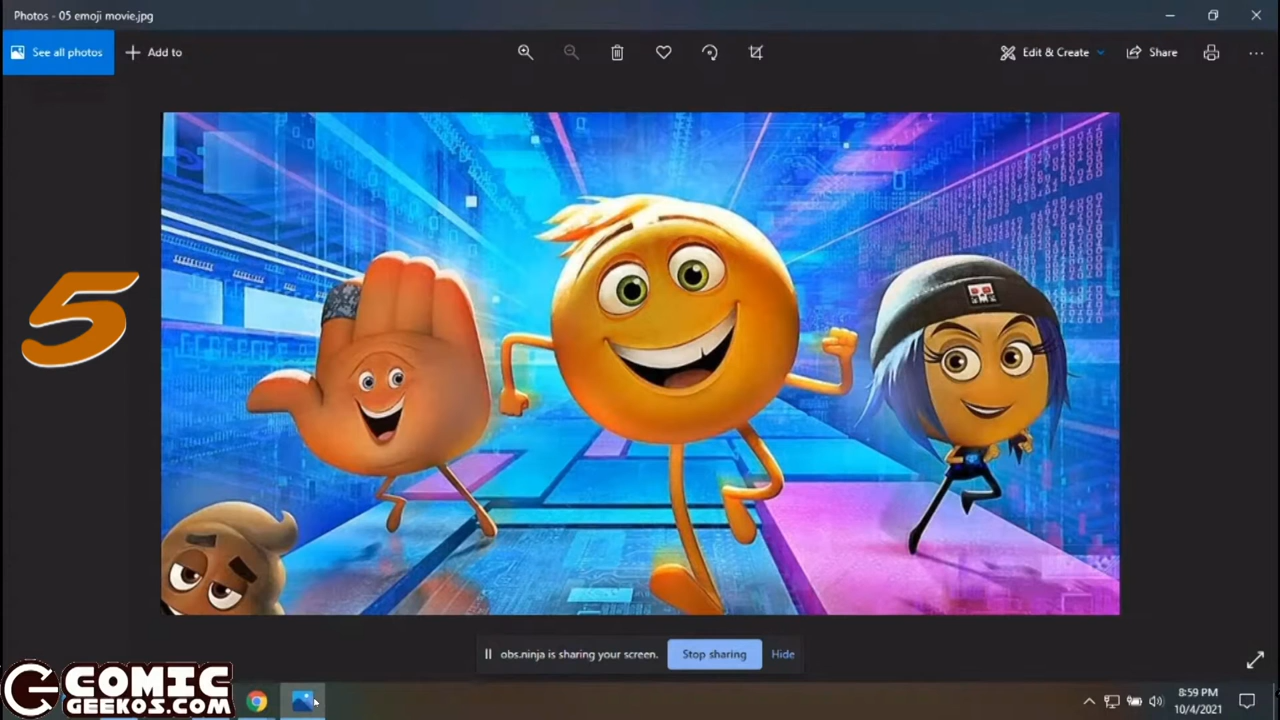 Photos - 05 emoji movie.jpg
See all photos
Add to
Edit & Create
Share
5
obs.ninja is sharing your screen.
Stop sharing
Hide
COMIC
GEEKOS.COM
8:59 PM
10/4/2021